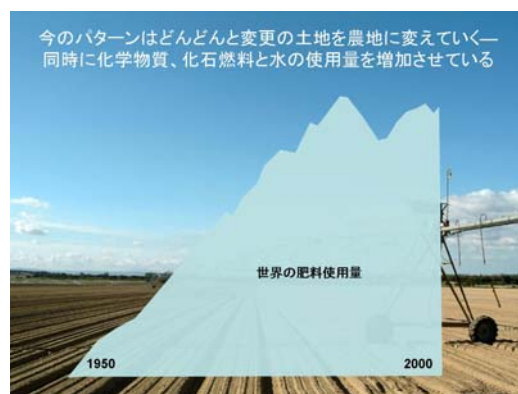 今のパターンはどんどんと変更の土地を農地に変えていく—
同時に化学物質、化石燃料と水の使用量を増加させている
世界の肥料使用量
1950
2000